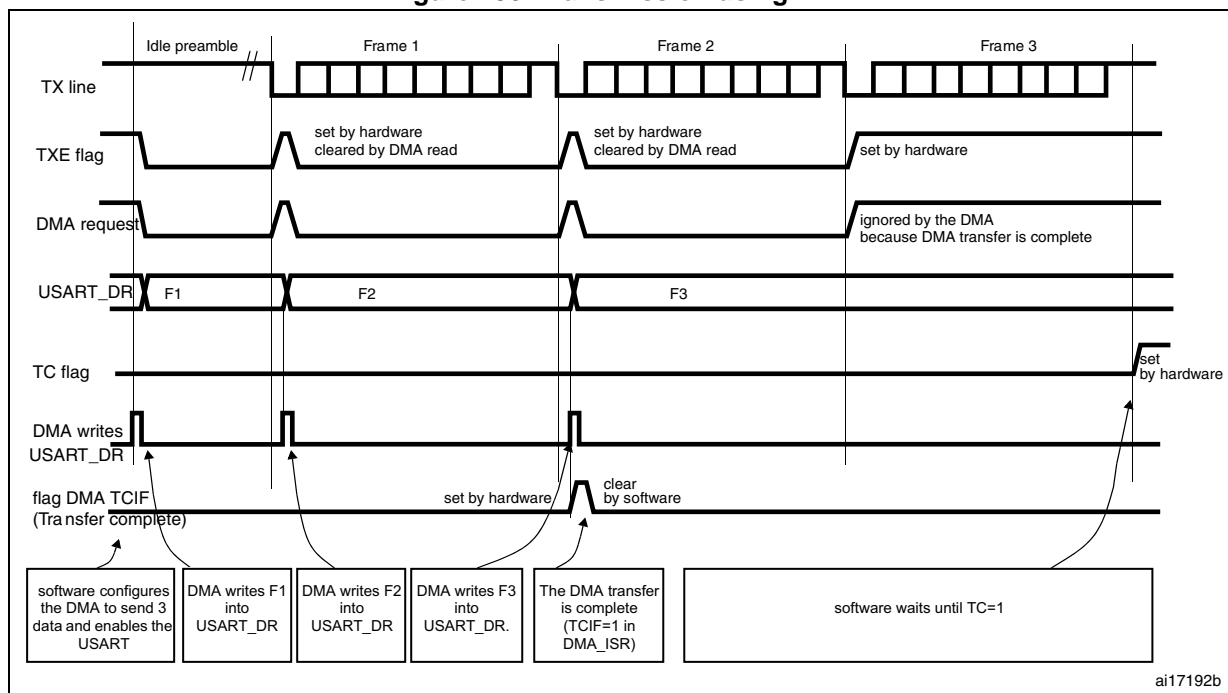 Idle preamble
Frame 1
Frame 2
Frame 3
TX line
TXE flag
set by hardware
cleared by DMA read
set by hardware
cleared by DMA read
set by hardware
DMA request
ignored by the DMA
because DMA transfer is complete
USART_DR
F1
F2
F3
TC flag
set
by hardware
DMA writes
USART_DR
flag DMA TCIF
(Transfer complete)
set by hardware
clear
by software
software configures
the DMA to send 3
data and enables the
USART
DMA writes F1
into
USART_DR
DMA writes F2
into
USART_DR
DMA writes F3
into
USART_DR.
The DMA transfer
is complete
(TCIF=1 in
DMA_ISR)
software waits until TC=1
ai17192b